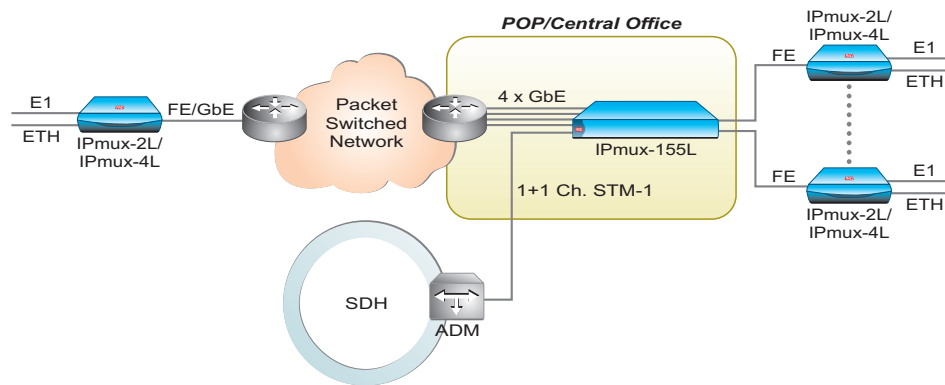 POP/Central Office
IPmux-2L/
IPmux-4L
FE
E1
ETH
E1
ETH
FE/GbE
IPmux-2L/
IPmux-4L
Packet
Switched
Network
4 x GbE
IPmux-155L
1+1 Ch. STM-1
FE
E1
ETH
IPmux-2L/
IPmux-4L
SDH
ADM